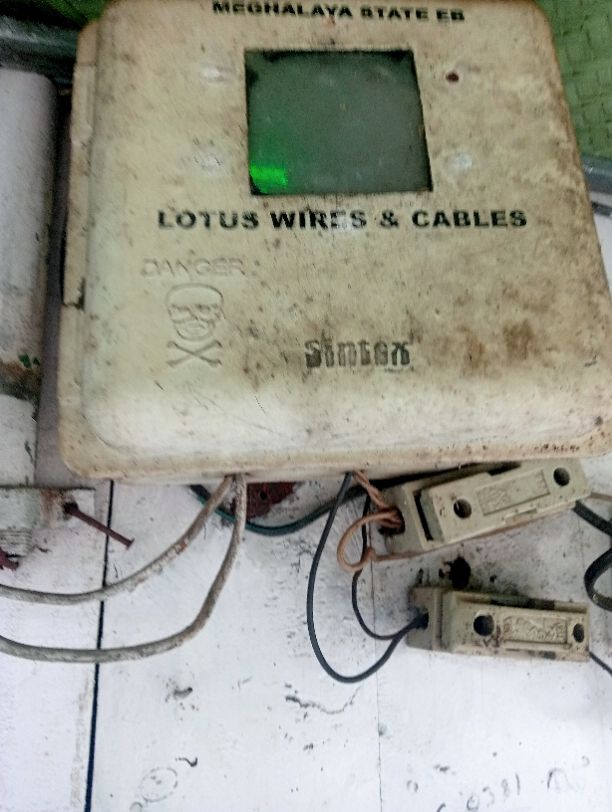 MEGHALAYA STATE EB
LOTUS WIRES & CABLES
DANGER
Sintex